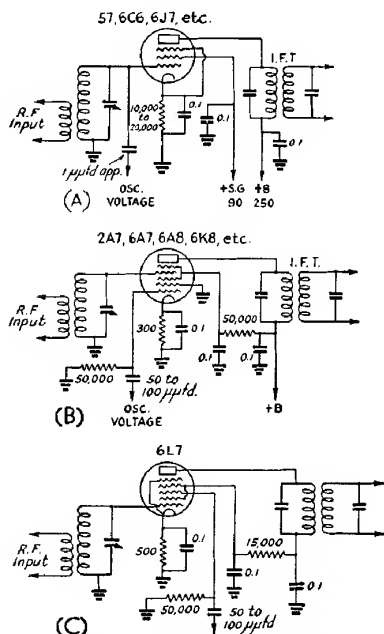 57, 6C6, 6J7, etc.
I.F.T.
R.F.
Input
10,000
to
20,000
0.1
0.1
0.1
1 μμfd app.
(A)
OSC.
VOLTAGE
+S.G
90
+B
250
2A7, 6A7, 6A8, 6K8, etc.
I.F.T.
R.F.
Input
300
0.1
50,000
0.1
0.1
50,000
50 to
100 μμfd.
(B)
OSC
VOLTAGE
+B
6L7
R.F.
Input
500
0.1
15,000
0.1
0.1
50,000
50 to
100 μμfd
(C)